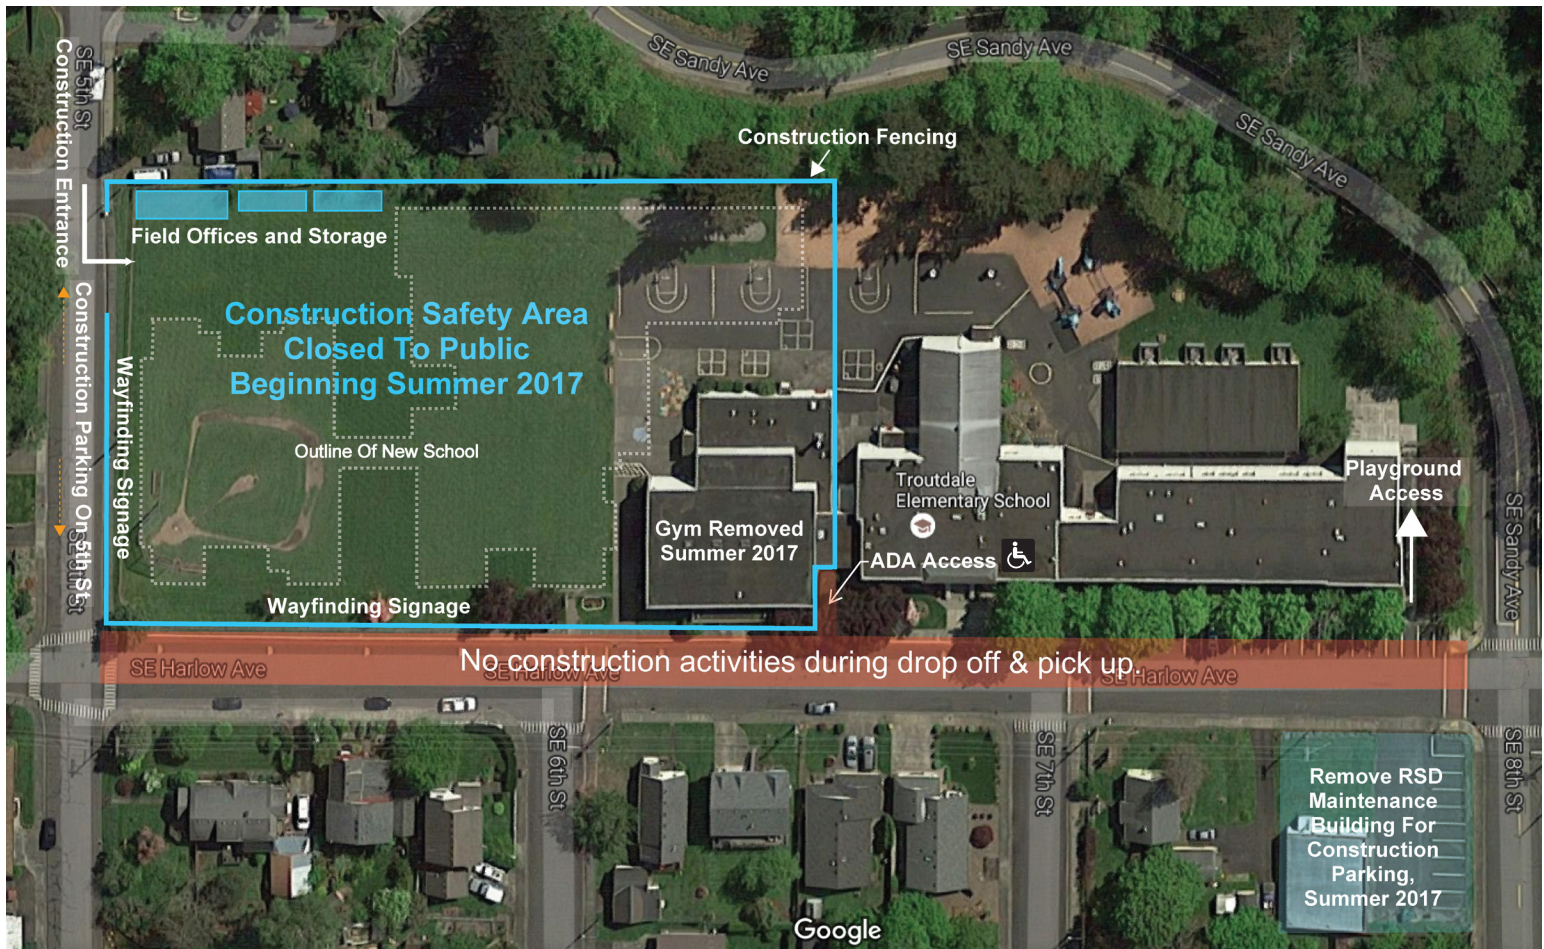 SE 5th St
Construction Entrance
SE Sandy Ave
SE Sandy Ave
SE Sandy Ave
Construction Fencing
Field Offices and Storage
Construction Safety Area
Closed To Public
Beginning Summer 2017
Construction Parking On 5th St.
SE 5th St
Wayfinding Signage
Outline Of New School
Wayfinding Signage
Gym Removed
Summer 2017
Troutdale
Elementary School
ADA Access
Playground
Access
SE Sandy Ave
No construction activities during drop off & pick up.
SE Harlow Ave
SE Harlow Ave
SE Harlow Ave
SE 6th St
SE 7th St
SE 8th St
Remove RSD
Maintenance
Building For
Construction
Parking,
Summer 2017
Google